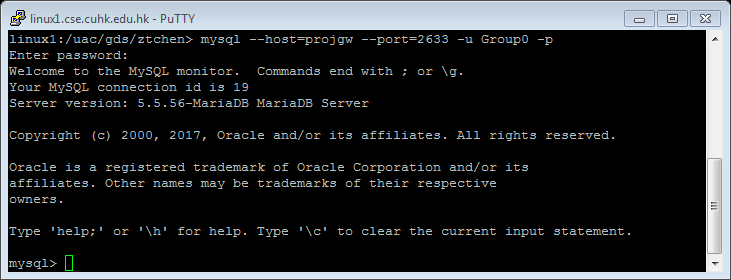 linux1.cse.cuhk.edu.hk - PuTTY
linux1:/uac/gds/ztchen> mysql --host=projgw --port=2633 -u Group0 -p
Enter password:
Welcome to the MySQL monitor.  Commands end with ; or \g.
Your MySQL connection id is 19
Server version: 5.5.56-MariaDB MariaDB Server
Copyright (c) 2000, 2017, Oracle and/or its affiliates. All rights reserved.
Oracle is a registered trademark of Oracle Corporation and/or its
affiliates. Other names may be trademarks of their respective
owners.
Type 'help;' or '\h' for help. Type '\c' to clear the current input statement.
mysql>